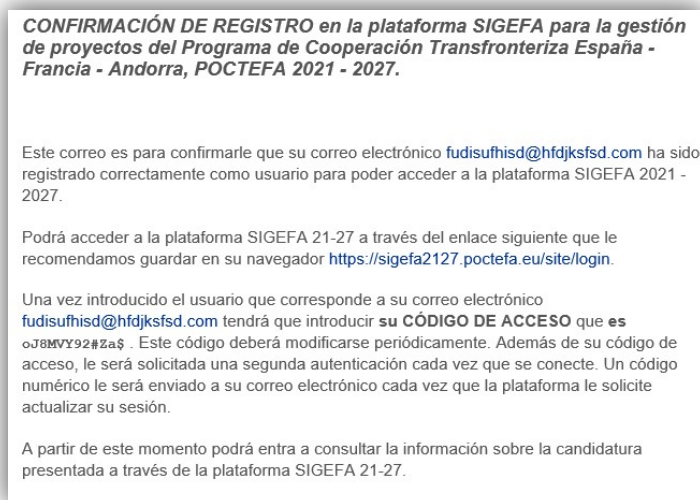 CONFIRMACIÓN DE REGISTRO en la plataforma SIGEFA para la gestión
de proyectos del Programa de Cooperación Transfronteriza España -
Francia - Andorra, POCTEFA 2021 - 2027.
Este correo es para confirmarle que su correo electrónico fudisufhisd@hfdjksfsd.com ha sido
registrado correctamente como usuario para poder acceder a la plataforma SIGEFA 2021 -
2027.
Podrá acceder a la plataforma SIGEFA 21-27 a través del enlace siguiente que le
recomendamos guardar en su navegador https://sigefa2127.poctefa.eu/site/login.
Una vez introducido el usuario que corresponde a su correo electrónico
fudisufhisd@hfdjksfsd.com tendrá que introducir su CÓDIGO DE ACCESO que es
oJ8MVY92#Za$ . Este código deberá modificarse periódicamente. Además de su código de
acceso, le será solicitada una segunda autenticación cada vez que se conecte. Un código
numérico le será enviado a su correo electrónico cada vez que la plataforma le solicite
actualizar su sesión.
A partir de este momento podrá entra a consultar la información sobre la candidatura
presentada a través de la plataforma SIGEFA 21-27.